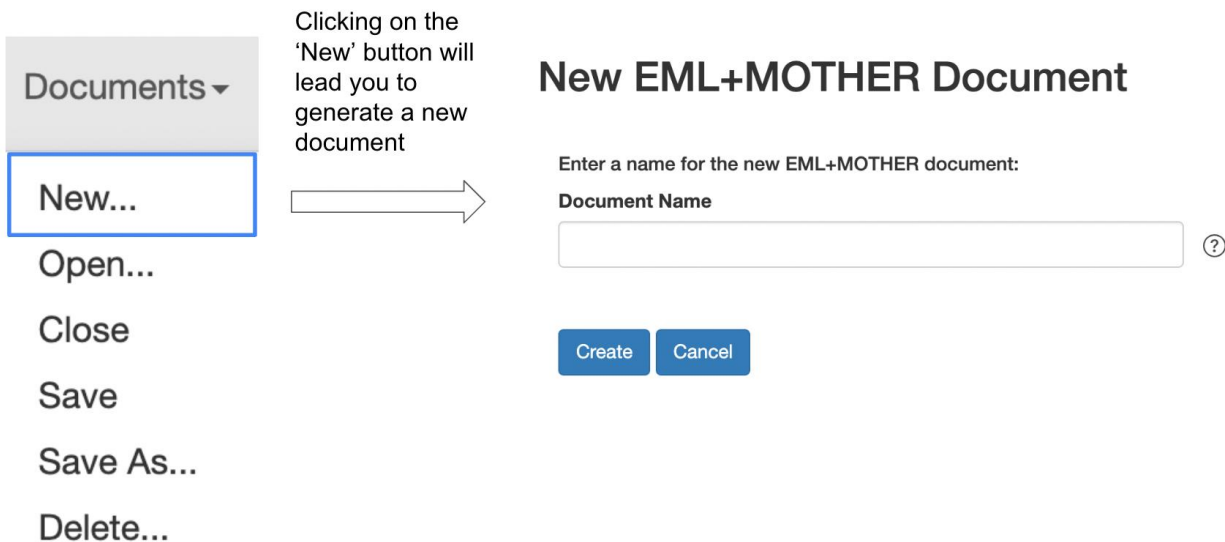 Documents
New...
Open...
Close
Save
Save As...
Delete...
Clicking on the
‘New’ button will
lead you to
generate a new
document
New EML+MOTHER Document
Enter a name for the new EML+MOTHER document:
Document Name
?
Create
Cancel